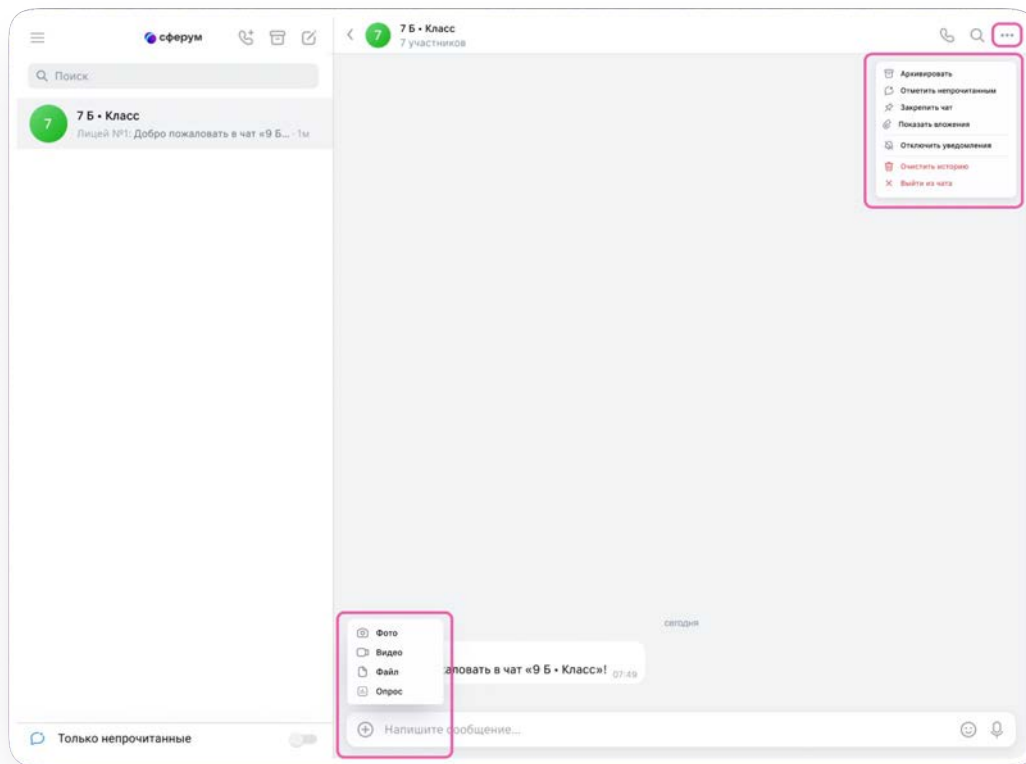 сферум
Поиск
7
7 Б • Класс
Лицей №1: Добро пожаловать в чат «9 Б... · 1м
Только непрочитанные
7
7 Б • Класс
7 участников
Архивировать
Отметить непрочитанным
Закрепить чат
Показать вложения
Отключить уведомления
Очистить историю
Выйти из чата
сегодня
аловать в чат «9 Б • Класс»! 07:49
Фото
Видео
Файл
Опрос
Напишите сообщение...